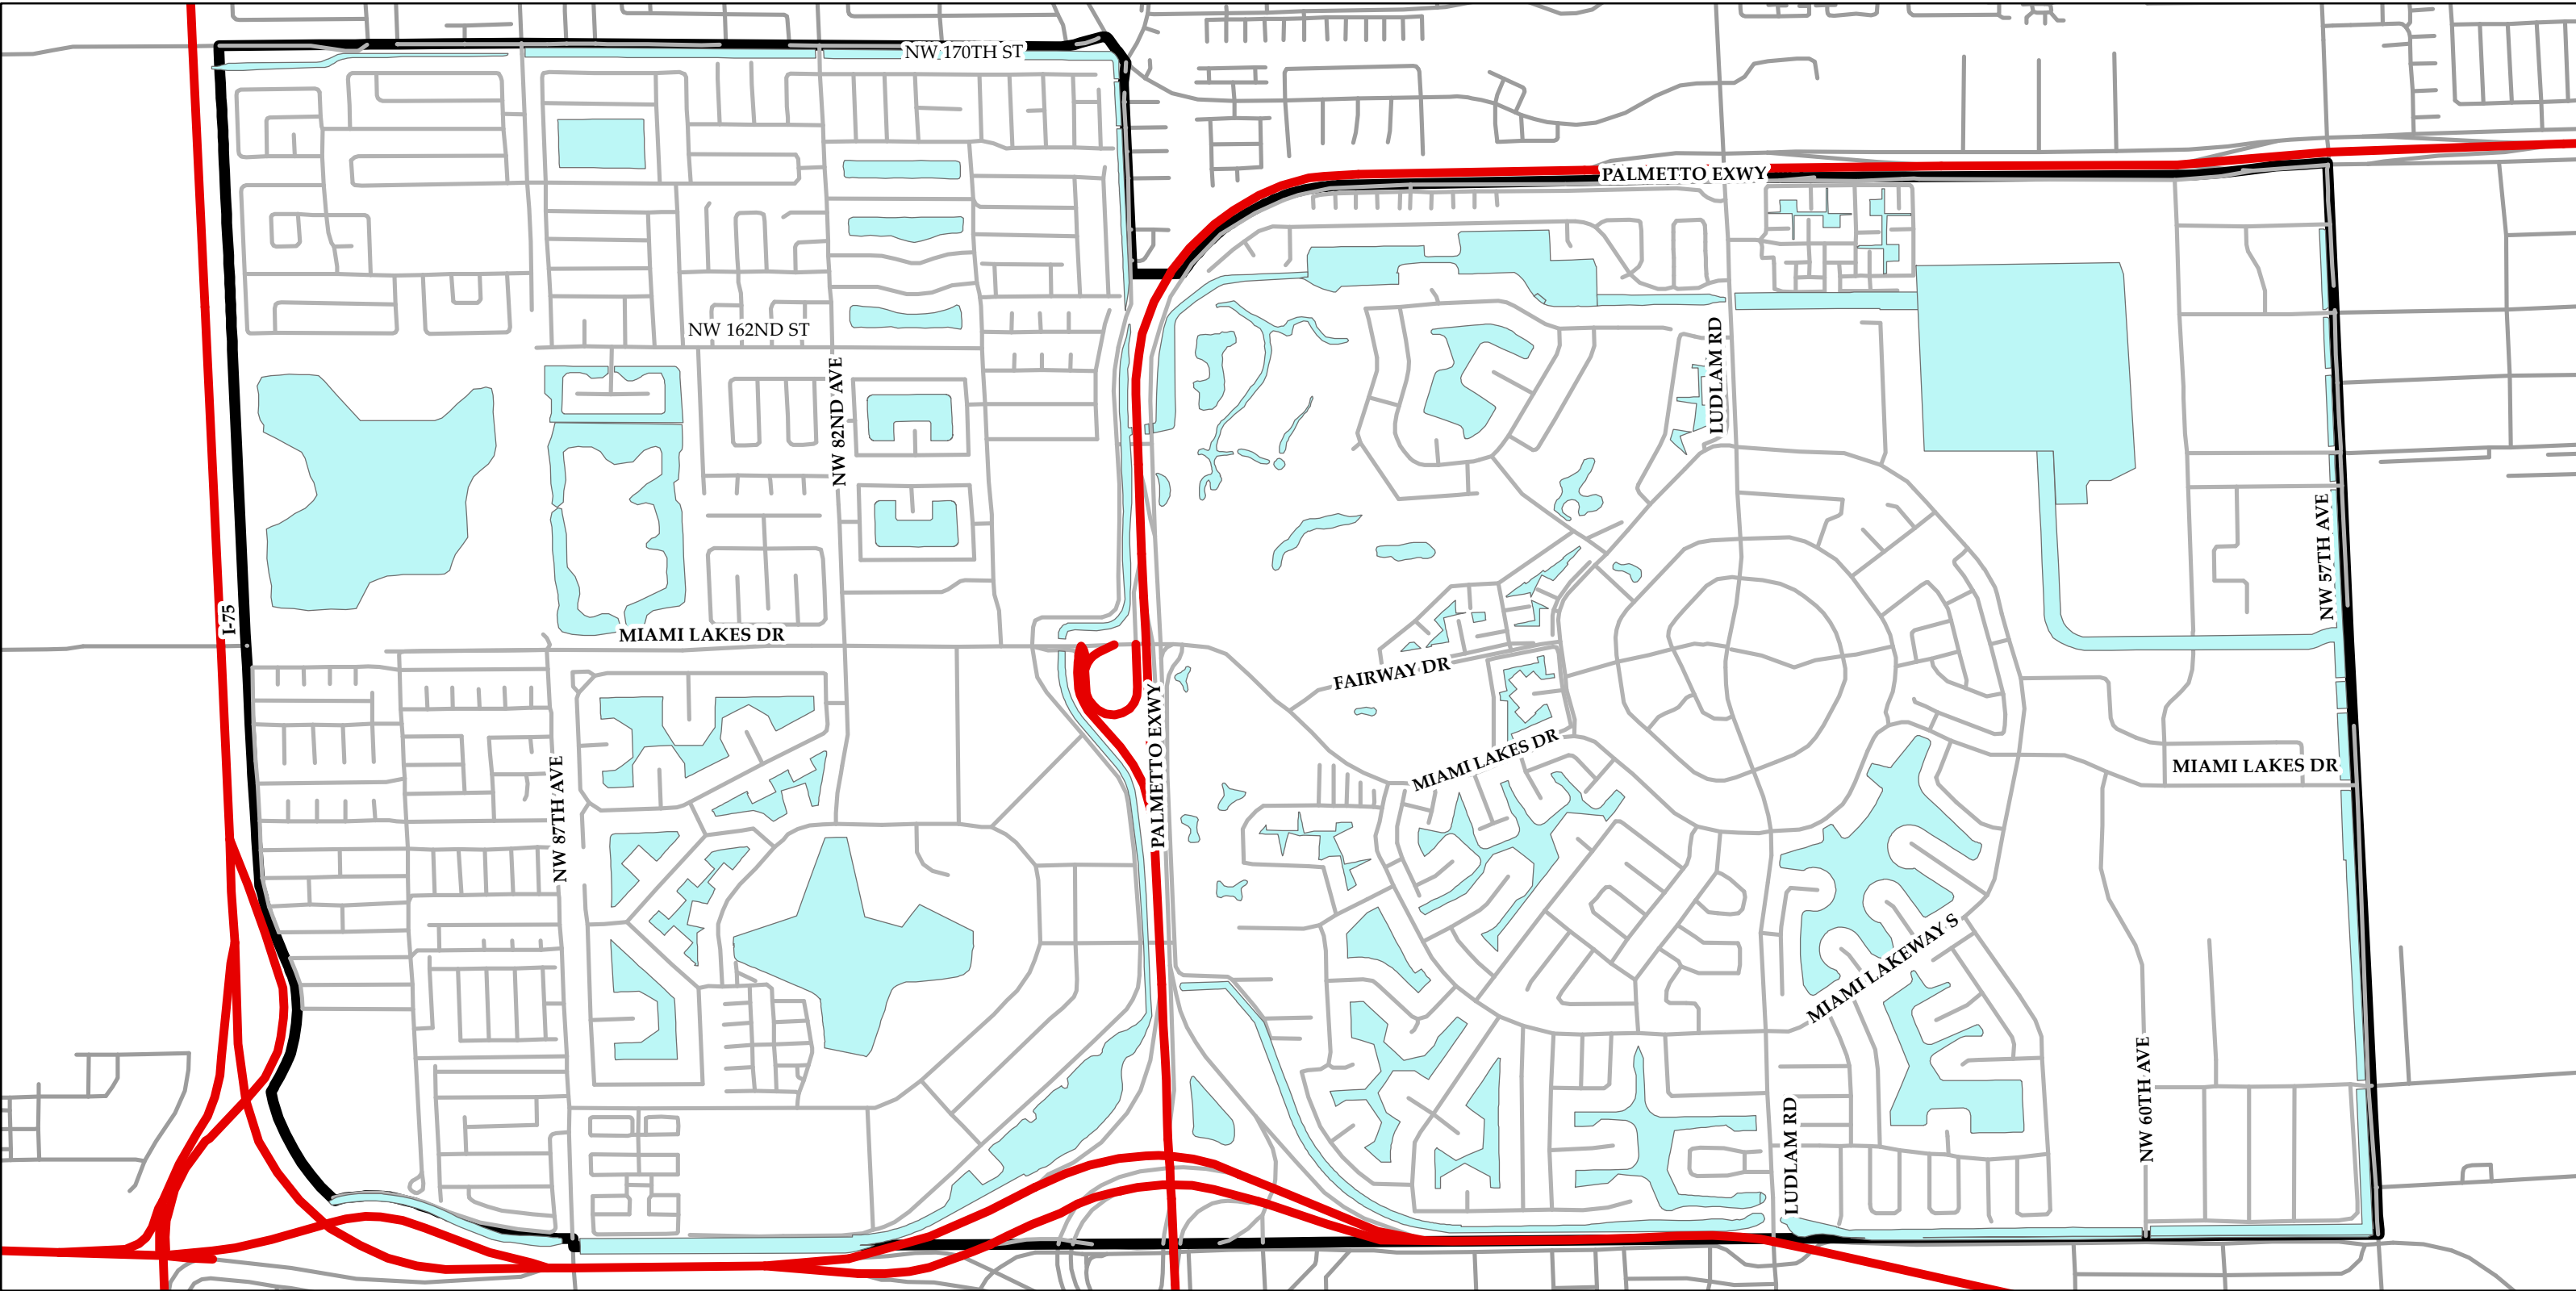 NW 170TH ST
PALMETTO EXWY
NW 162ND ST
LUDLAM RD
NW 82ND AVE
NW 57TH AVE
I-75
MIAMI LAKES DR
FAIRWAY DR
PALMETTO EXWY
MIAMI LAKES DR
MIAMI LAKES DR
NW 87TH AVE
MIAMI LAKEWAY S
NW 60TH AVE
LUDLAM RD